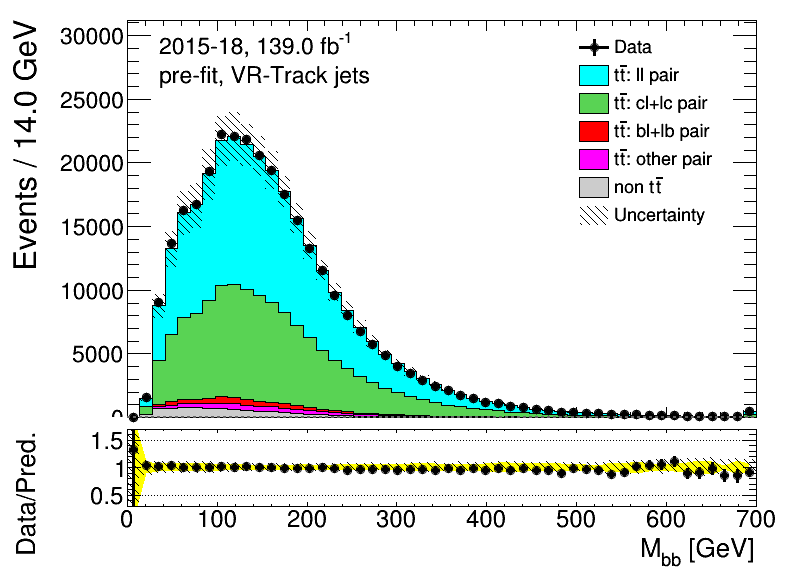 Events / 14.0 GeV
30000
25000
20000
15000
10000
5000
0
2015-18, 139.0 fb⁻¹
pre-fit, VR-Track jets
Data
tt̄: ll pair
tt̄: cl+lc pair
tt̄: bl+lb pair
tt̄: other pair
non tt̄
Uncertainty
Data/Pred.
1.5
1
0.5
0 100 200 300 400 500 600 700
M_bb [GeV]